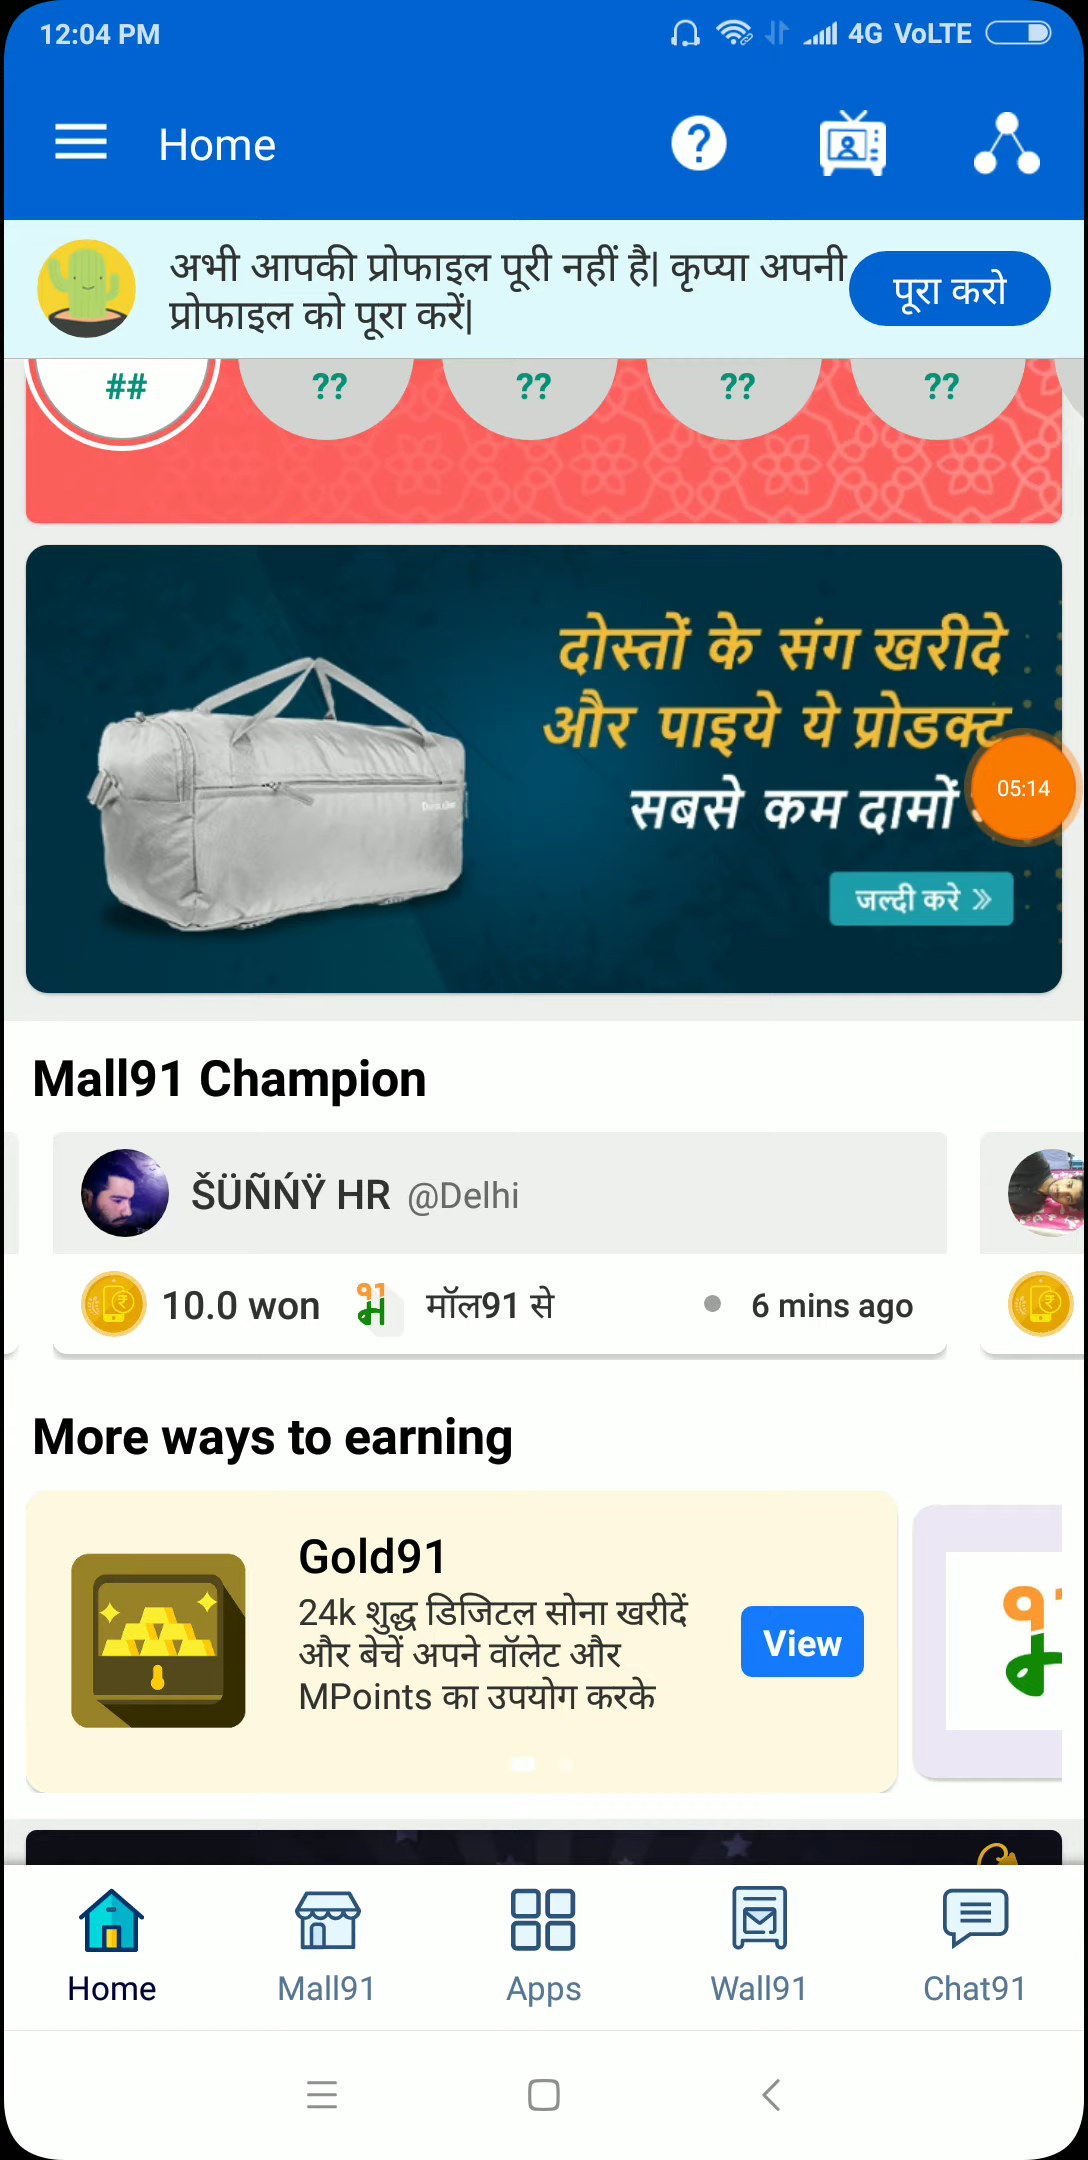 12:04 PM
4G VoLTE
Home
अभी आपकी प्रोफाइल पूरी नहीं है| कृप्या अपनी
प्रोफाइल को पूरा करें|
पूरा करो
## ?? ?? ?? ??
दोस्तों के संग खरीदे
और पाइये ये प्रोडक्ट
सबसे कम दामों
05:14
जल्दी करे »
Mall91 Champion
ŠÜÑŃŸ HR @Delhi
10.0 won
९१
म
मॉल91 से
6 mins ago
More ways to earning
Gold91
24k शुद्ध डिजिटल सोना खरीदें
और बेचें अपने वॉलेट और
MPoints का उपयोग करके
View
Home
Mall91
Apps
Wall91
Chat91